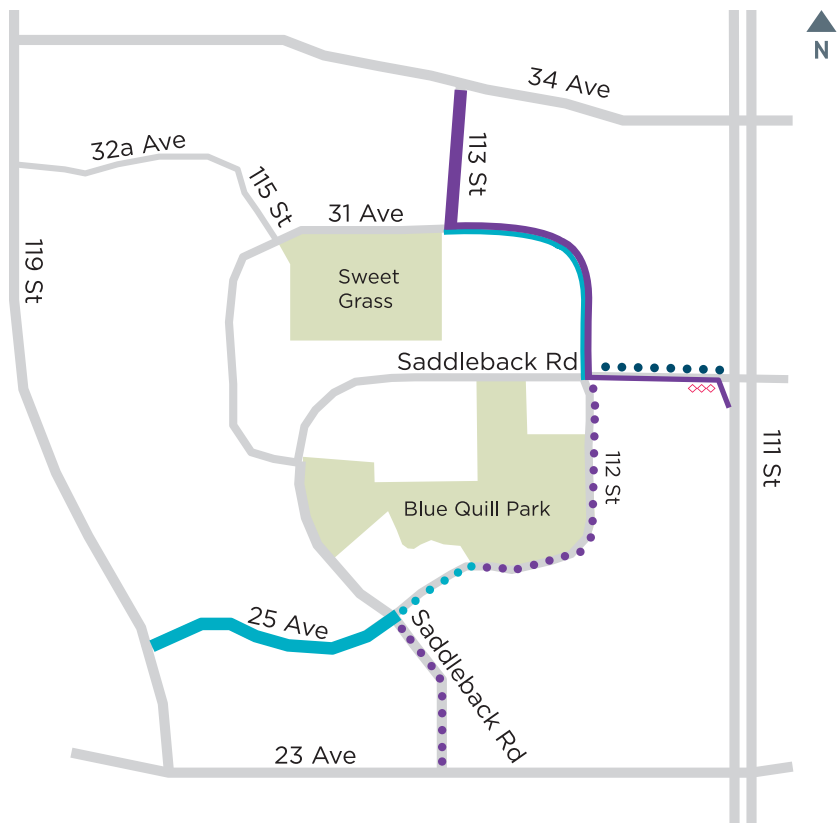 N
34 Ave
32a Ave
113 St
115 St
31 Ave
119 St
Sweet
Grass
Saddleback Rd
111 St
112 St
Blue Quill Park
25 Ave
Saddleback Rd
23 Ave